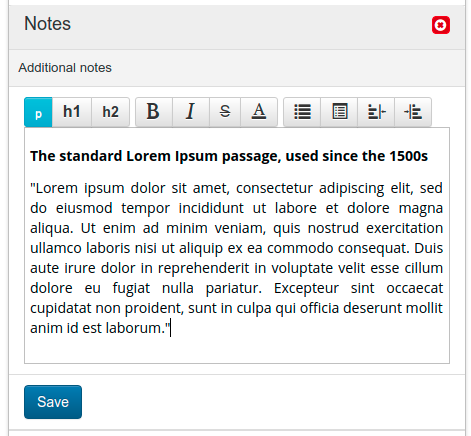 Notes
Additional notes
p h1 h2 B I S A
The standard Lorem Ipsum passage, used since the 1500s
"Lorem ipsum dolor sit amet, consectetur adipiscing elit, sed
do eiusmod tempor incididunt ut labore et dolore magna
aliqua. Ut enim ad minim veniam, quis nostrud exercitation
ullamco laboris nisi ut aliquip ex ea commodo consequat. Duis
aute irure dolor in reprehenderit in voluptate velit esse cillum
dolore eu fugiat nulla pariatur. Excepteur sint occaecat
cupidatat non proident, sunt in culpa qui officia deserunt mollit
anim id est laborum."
Save